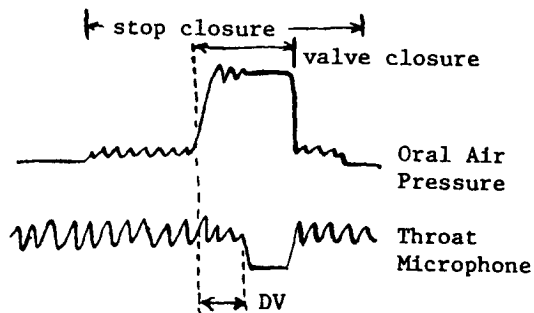 stop closure
valve closure
Oral Air
Pressure
Throat
Microphone
DV